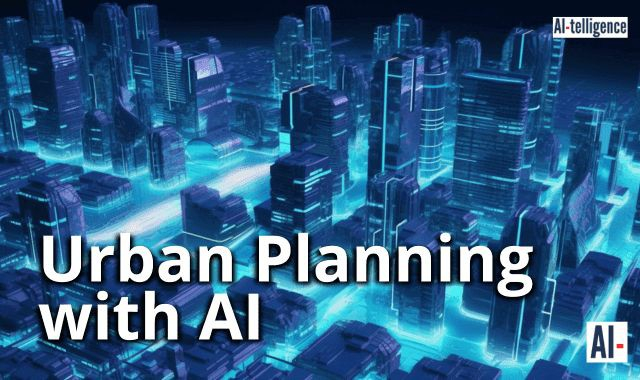 AI-telligence
Urban Planning
with AI
AI-